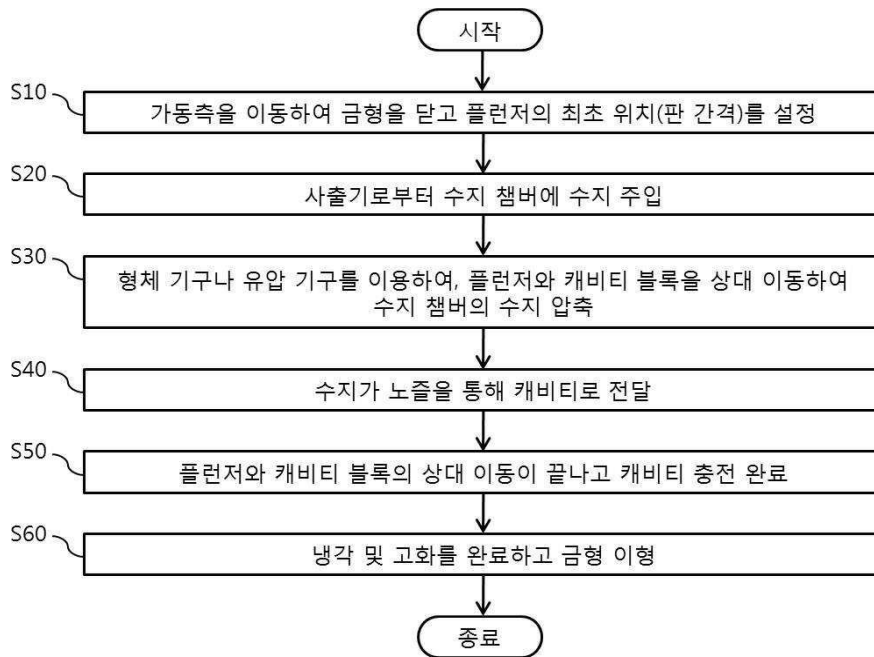 시작
S10
가동측을 이동하여 금형을 닫고 플런저의 최초 위치(판 간격)를 설정
S20
사출기로부터 수지 챔버에 수지 주입
S30
형체 기구나 유압 기구를 이용하여, 플런저와 캐비티 블록을 상대 이동하여
수지 챔버의 수지 압축
S40
수지가 노즐을 통해 캐비티로 전달
S50
플런저와 캐비티 블록의 상대 이동이 끝나고 캐비티 충전 완료
S60
냉각 및 고화를 완료하고 금형 이형
종료